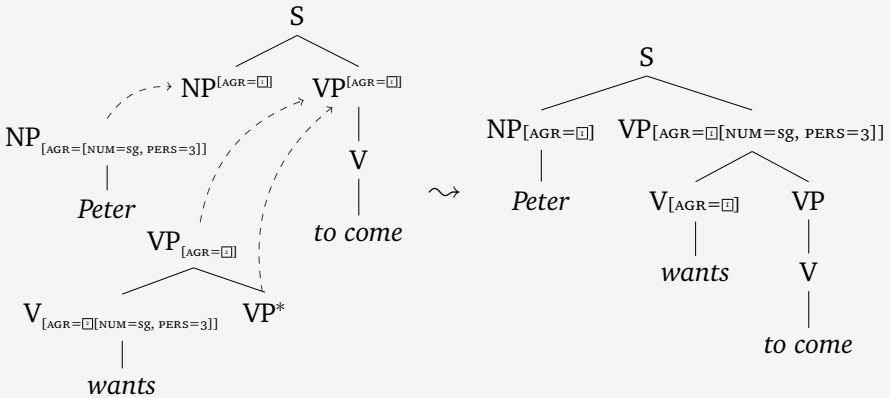 S
S
NP[AGR=1] VP[AGR=1]
NP[AGR=1] VP[AGR=1[NUM=sg, PERS=3]]
NP[AGR=[NUM=sg, PERS=3]]
V
Peter
Peter
V[AGR=1] VP
to come
VP[AGR=2]
wants
V
V[AGR=2[NUM=sg, PERS=3]] VP*
to come
wants